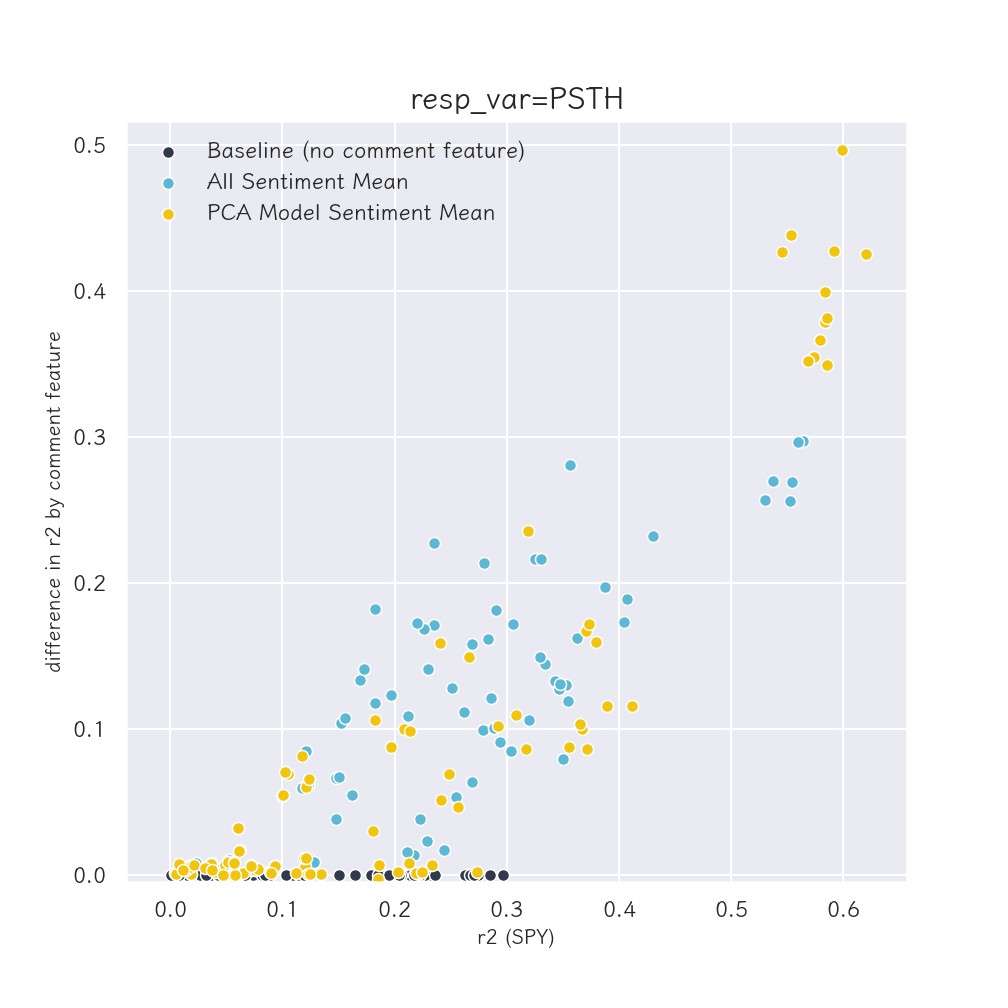 resp_var=PSTH
Baseline (no comment feature)
All Sentiment Mean
PCA Model Sentiment Mean
difference in r2 by comment feature
0.5
0.4
0.3
0.2
0.1
0.0
0.0 0.1 0.2 0.3 0.4 0.5 0.6
r2 (SPY)